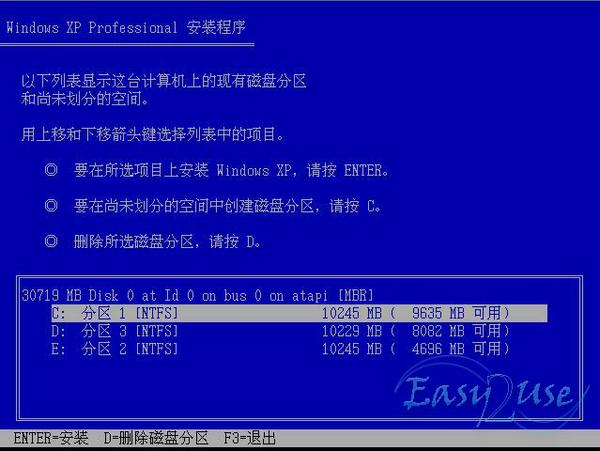 Windows XP Professional 安装程序
以下列表显示这台计算机上的现有磁盘分区
和尚未划分的空间。
用上移和下移箭头键选择列表中的项目。
◎ 要在所选项目上安装 Windows XP，请按 ENTER。
◎ 要在尚未划分的空间中创建磁盘分区，请按 C。
◎ 删除所选磁盘分区，请按 D。
30719 MB Disk 0 at Id 0 on bus 0 on atapi [MBR]
C: 分区 1 [NTFS] 10245 MB ( 9635 MB 可用)
D: 分区 3 [NTFS] 10229 MB ( 8082 MB 可用)
E: 分区 2 [NTFS] 10245 MB ( 4696 MB 可用)
Easy2Use
ENTER=安装 D=删除磁盘分区 F3=退出